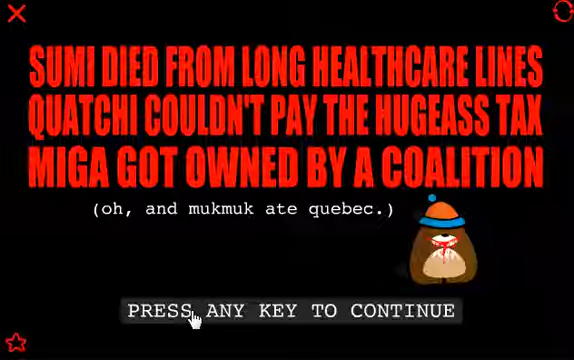 SUMI DIED FROM LONG HEALTHCARE LINES
QUATCHI COULDN'T PAY THE HUGEASS TAX
MIGA GOT OWNED BY A COALITION
(oh, and mukmuk ate quebec.)
PRESS ANY KEY TO CONTINUE